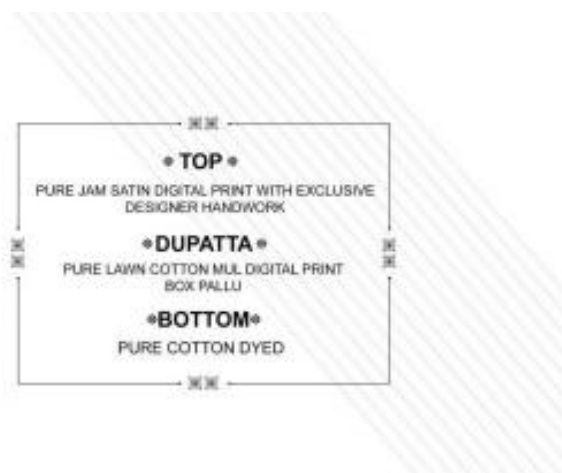 TOP
PURE JAM SATIN DIGITAL PRINT WITH EXCLUSIVE
DESIGNER HANDWORK
DUPATTA
PURE LAWN COTTON MUL DIGITAL PRINT
BOX PALLU
BOTTOM
PURE COTTON DYED